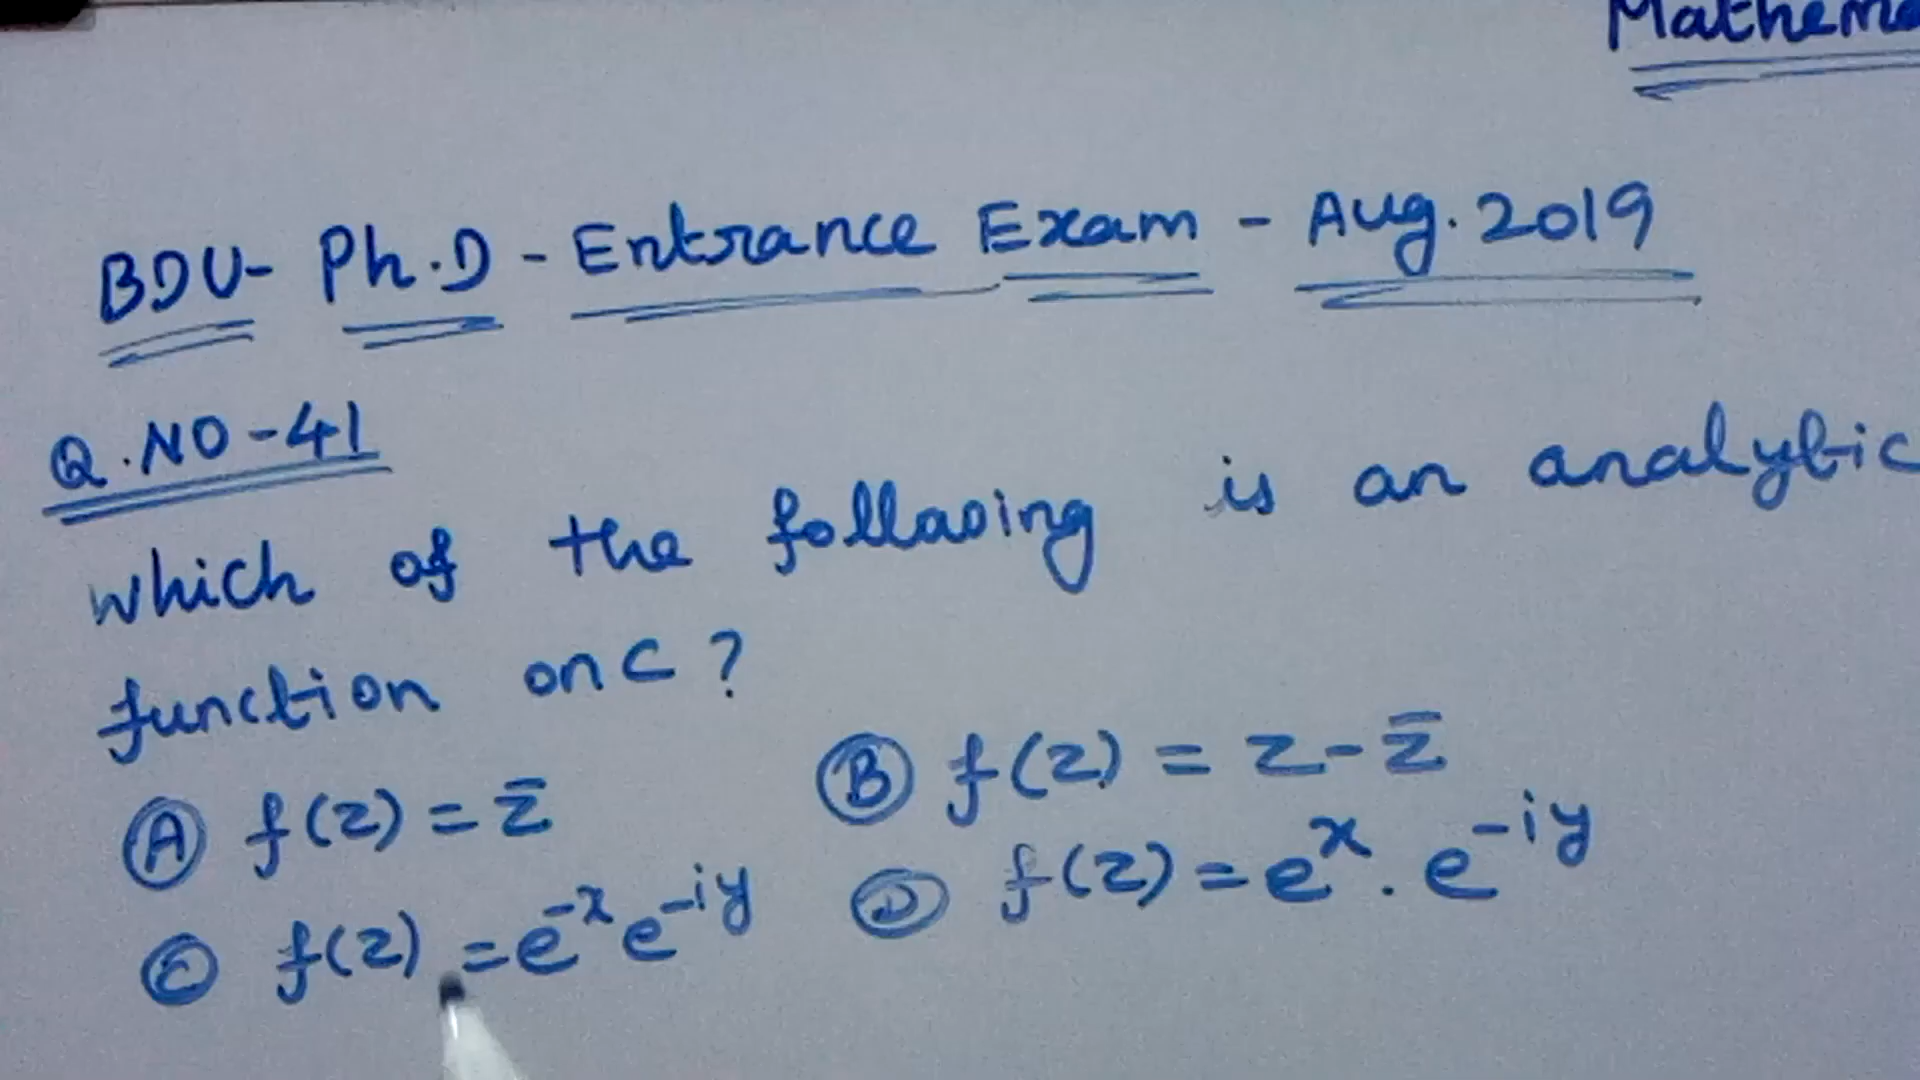 Mathema
BDU- Ph.D - Entrance Exam - Aug. 2019
Q.NO-41
which of the following is an analytic
function on C?
(A) f(z) = z̄ (B) f(z) = z - z̄
(C) f(z) = e^{-x} e^{-iy} (D) f(z) = e^x . e^{-iy}